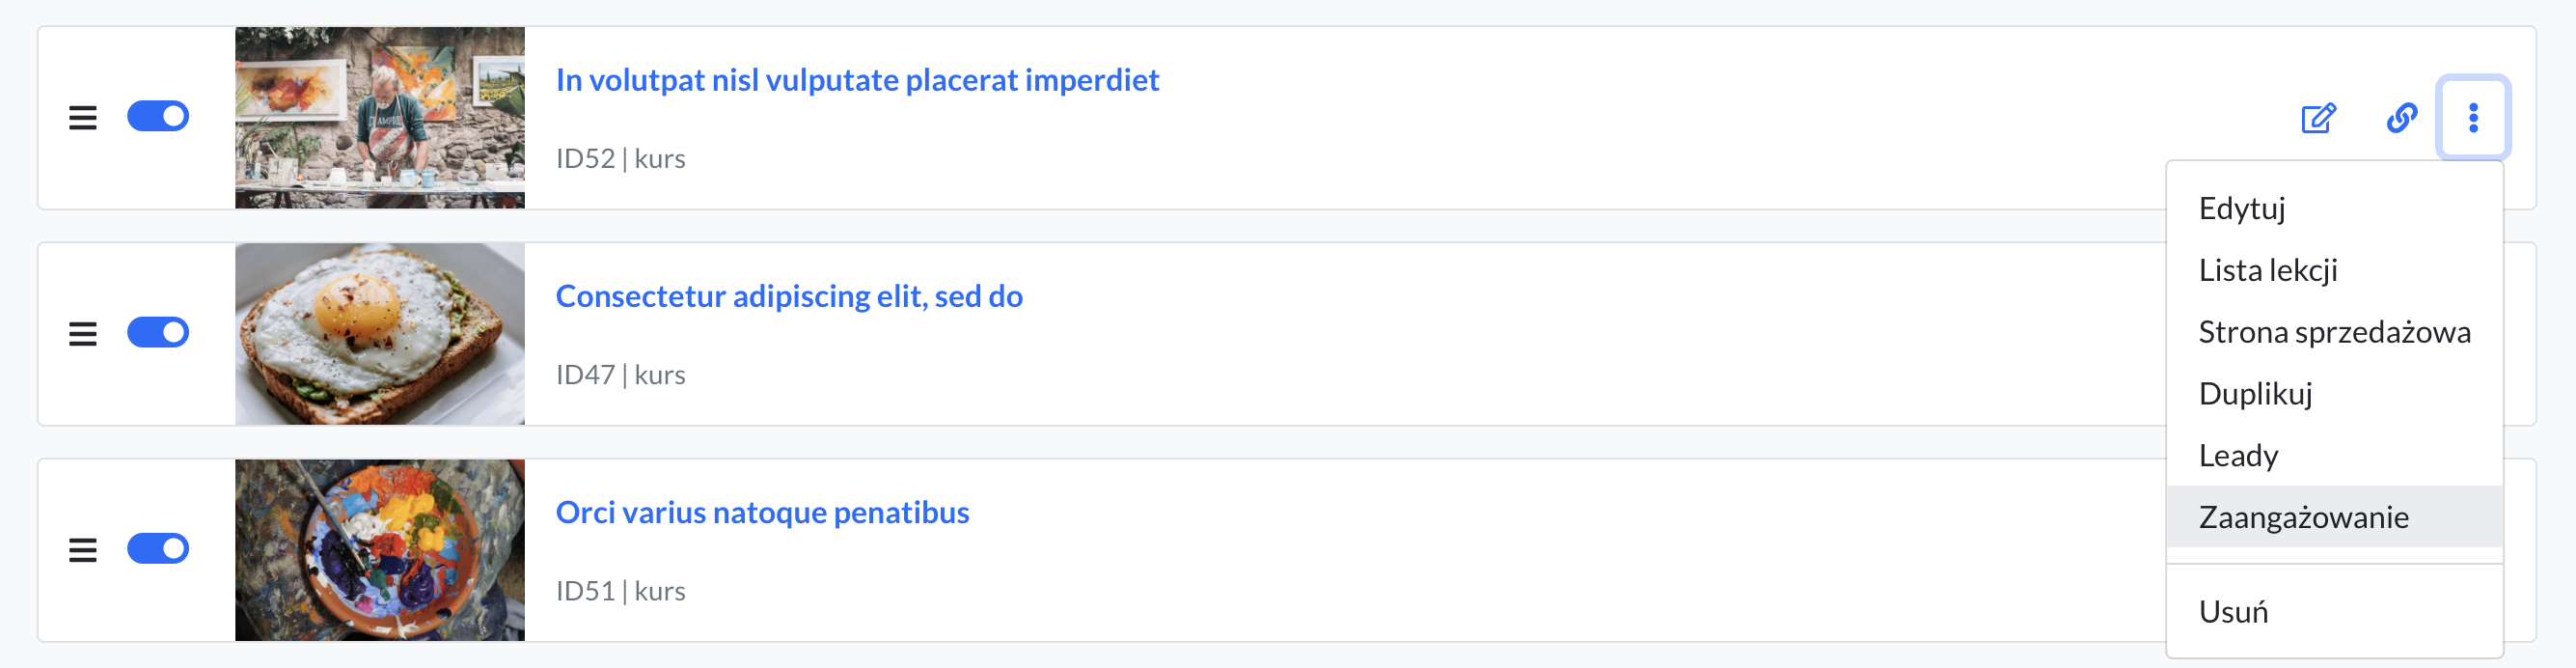 In volutpat nisl vulputate placerat imperdiet
ID52 | kurs
Edytuj
Lista lekcji
Strona sprzedażowa
Duplikuj
Leady
Zaangażowanie
Usuń
Consectetur adipiscing elit, sed do
ID47 | kurs
Orci varius natoque penatibus
ID51 | kurs